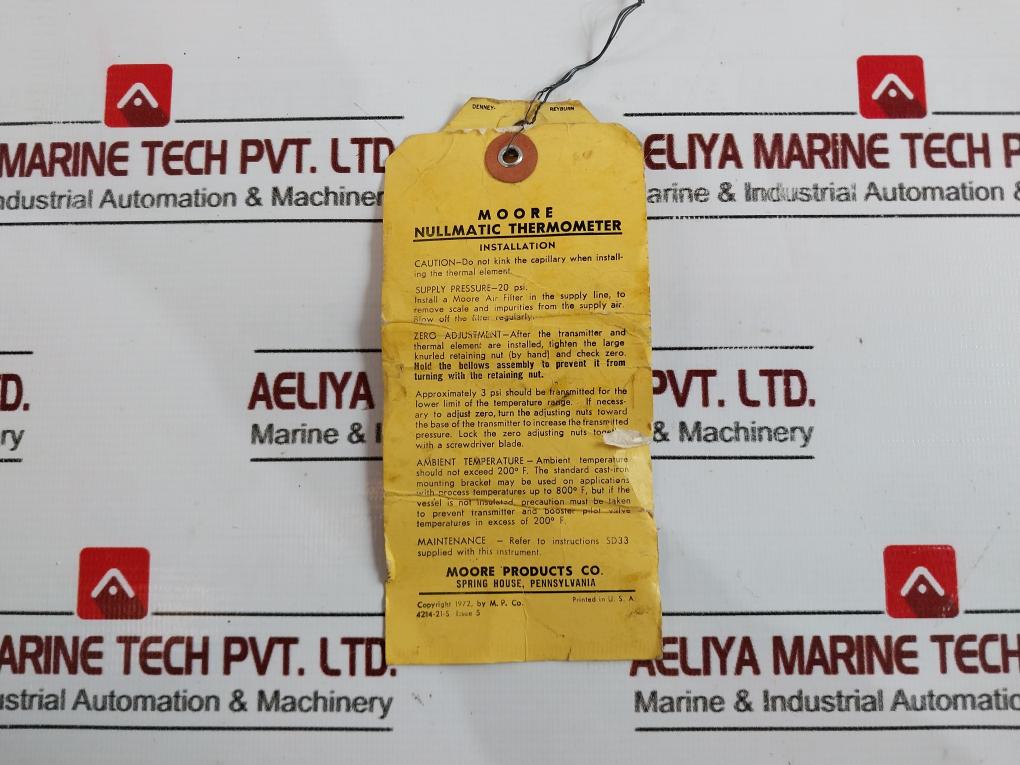 DENNEY- REYBURN
MARINE TECH PVT. LTD.
ndustrial Automation & Machinery
AELIYA MARINE TECH P
arine & Industrial Automation &
MOORE
NULLMATIC THERMOMETER
INSTALLATION
CAUTION—Do not kink the capillary when install-
ing the thermal element.
SUPPLY PRESSURE—20 psi.
Install a Moore Air Filter in the supply line, to
remove scale and impurities from the supply air.
Blow off the filter regularly.
ZERO ADJUSTMENT—After the transmitter and
thermal element are installed, tighten the large
knurled retaining nut (by hand) and check zero.
Hold the bellows assembly to prevent it from
turning with the retaining nut.
Approximately 3 psi should be transmitted for the
lower limit of the temperature range. If necess-
ary to adjust zero, turn the adjusting nuts toward
the base of the transmitter to increase the transmitted
pressure. Lock the zero adjusting nuts
with a screwdriver blade.
AMBIENT TEMPERATURE — Ambient temperature
should not exceed 200° F. The standard cast-iron
mounting bracket may be used on applications
with process temperatures up to 800° F, but if the
vessel is not insulated, precaution must be taken
to prevent transmitter and booster pilot valve
temperatures in excess of 200° F.
MAINTENANCE — Refer to instructions SD33
supplied with this instrument.
MOORE PRODUCTS CO.
SPRING HOUSE, PENNSYLVANIA
Copyright 1972, by M. P. Co. Printed in U. S. A.
4214-21-S Issue 5
D.
ry
AELIYA PVT. LTD.
Marine & I & Machinery
ARINE TECH PVT. LTD.
ustrial Automation & Machinery
AELIYA MARINE TECH
Marine & Industrial Automatio